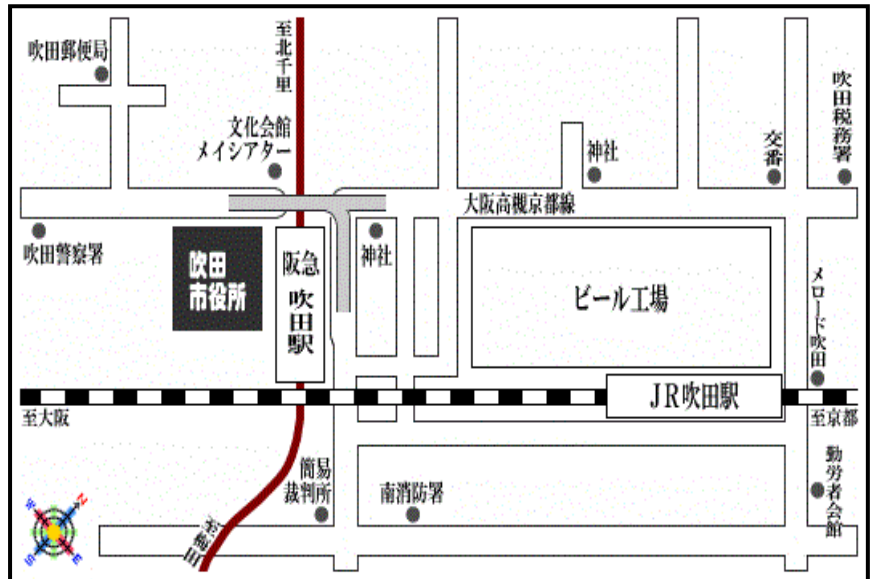 吹田郵便局
至北千里
文化会館
メイシアター
神社
交番
吹田税務署
大阪高槻京都線
吹田警察署
吹田
市役所
阪急
吹田駅
神社
ビール工場
メロード吹田
JR吹田駅
至大阪
至京都
簡易
裁判所
南消防署
勤労者会館
至梅田
W
N
S
E